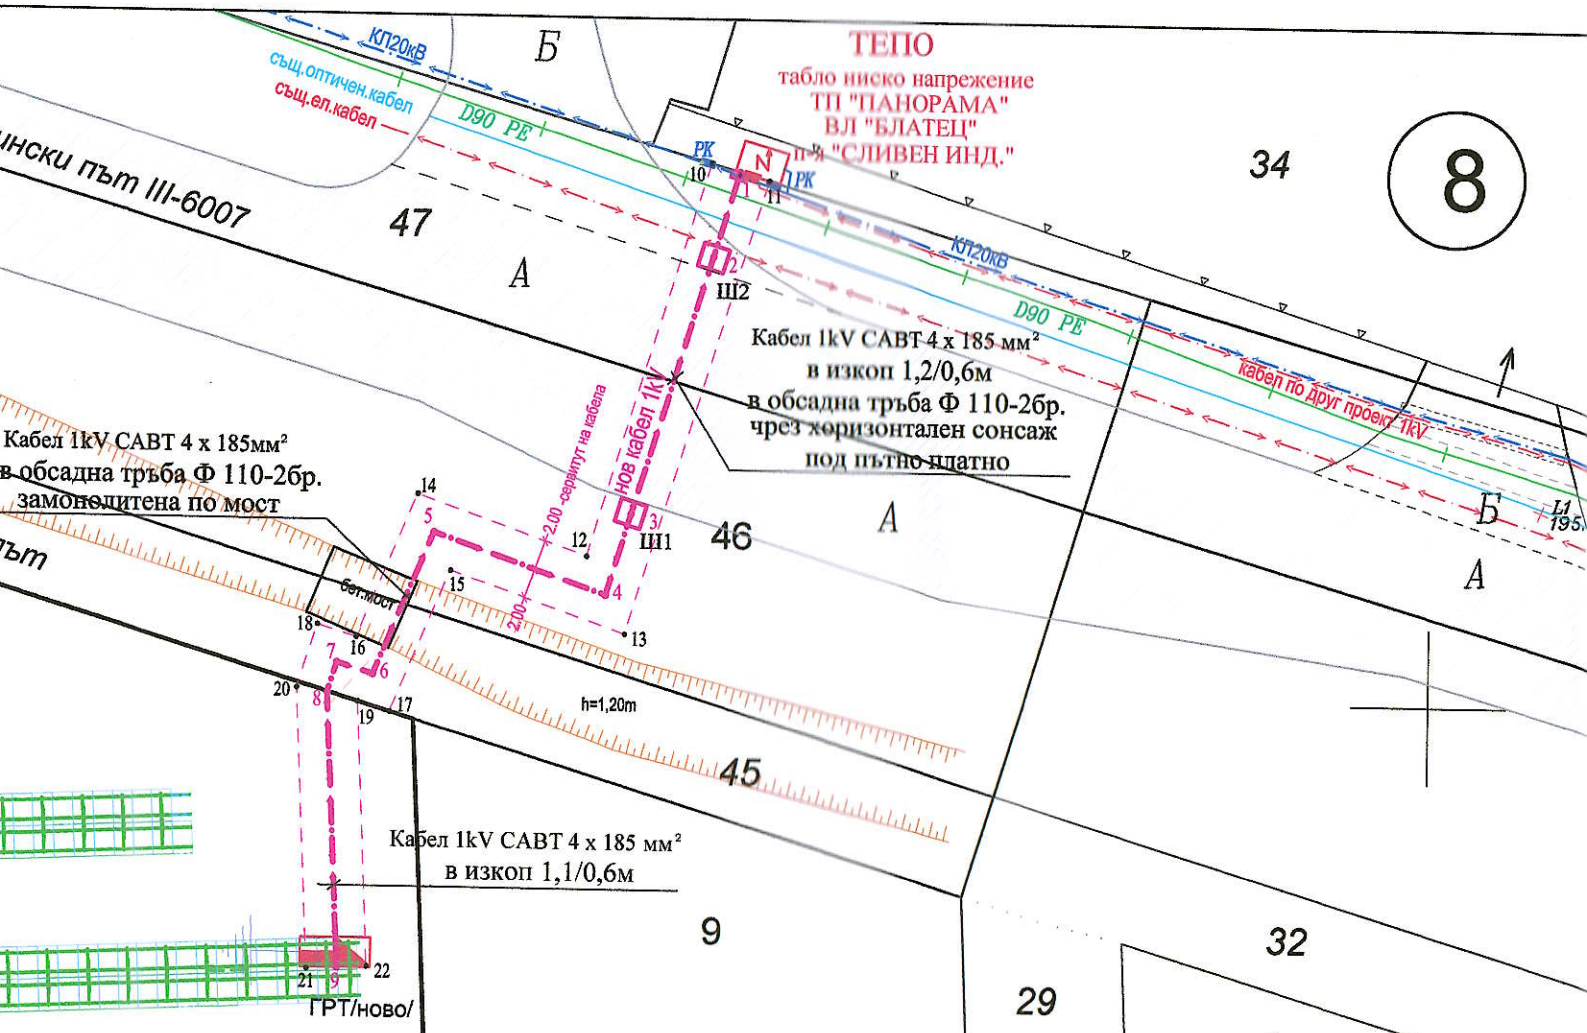 КЛ20кВ
Б
ТЕПО
табло ниско напрежение
ТП "ПАНОРАМА"
ВЛ "БЛАТЕЦ"
п-я "СЛИВЕН ИНД."
същ.оптичен.кабел
същ.ел.кабел
D90 PE
34
8
ински път III-6007
47
А
РК
10
1
11
РК
N
2
Ш2
КЛ20кВ
D90 PE
Кабел 1kV САВТ 4 х 185 мм²
в изкоп 1,2/0,6м
в обсадна тръба Ф 110-2бр.
чрез хоризонтален сонсаж
под пътно платно
кабел по друг проект 1kV
нов кабел 1kV
2.00 -сервитут на кабела
2.00
Кабел 1kV САВТ 4 х 185мм²
в обсадна тръба Ф 110-2бр.
замонолитена по мост
път
14
5
12
3
Ш1
46
А
Б
L1
195.
А
15
4
13
бет.мост
18
16
7
6
20
8
19
17
h=1,20m
45
Кабел 1kV САВТ 4 х 185 мм²
в изкоп 1,1/0,6м
9
32
29
21
9
22
ГРТ/ново/